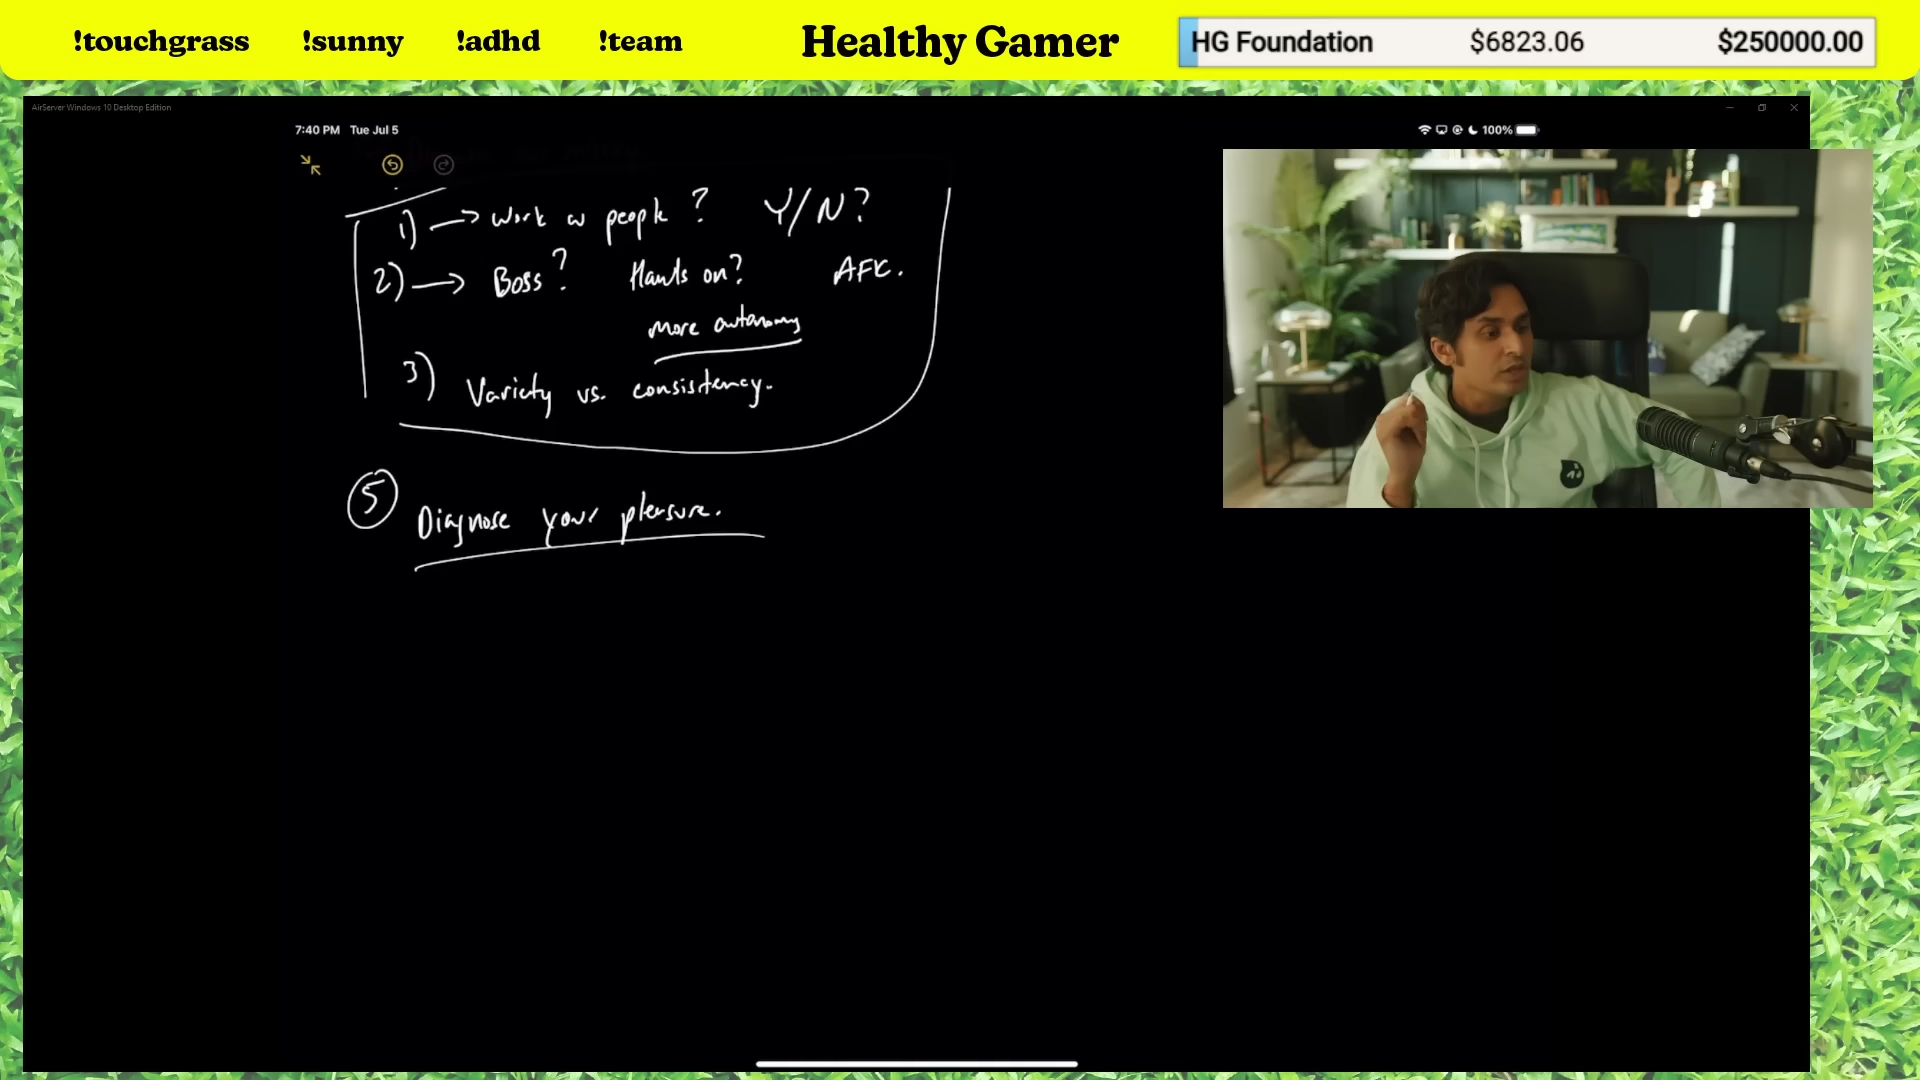 !touchgrass !sunny !adhd !team Healthy Gamer HG Foundation $6823.06 $250000.00
AirServer Windows 10 Desktop Edition
7:40 PM Tue Jul 5 100%
1) → work w people ? Y/N?
2) → Boss? Hands on? AFK.
more autonomy
3) Variety vs. consistency.
5 Diagnose your pleasure.